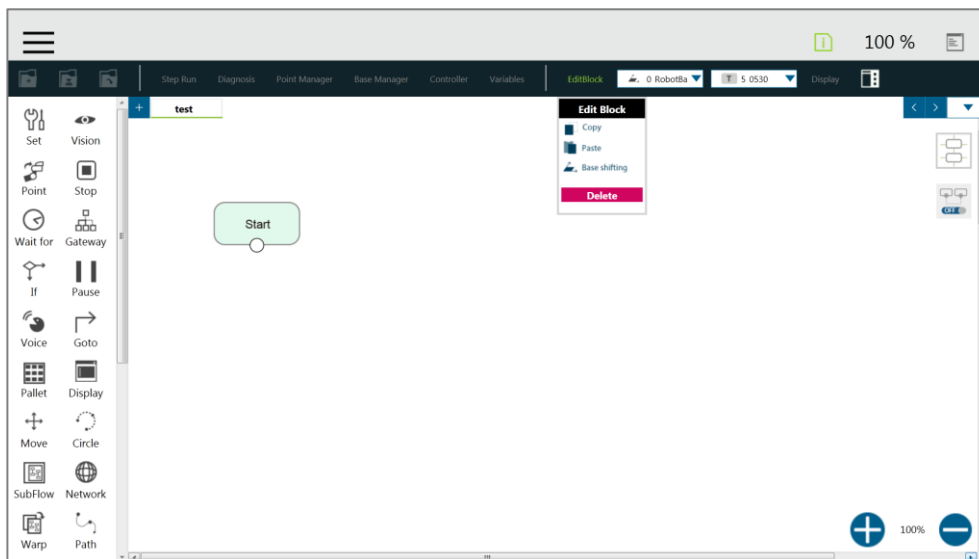 100 %
Step Run Diagnosis Point Manager Base Manager Controller Variables EditBlock 0 RobotBa T 5 0530 Display
+ test
Edit Block
Copy
Paste
Base shifting
Delete
Set Vision
Point Stop
Wait for Gateway
If Pause
Voice Goto
Pallet Display
Move Circle
SubFlow Network
Warp Path
Start
OFF
100%